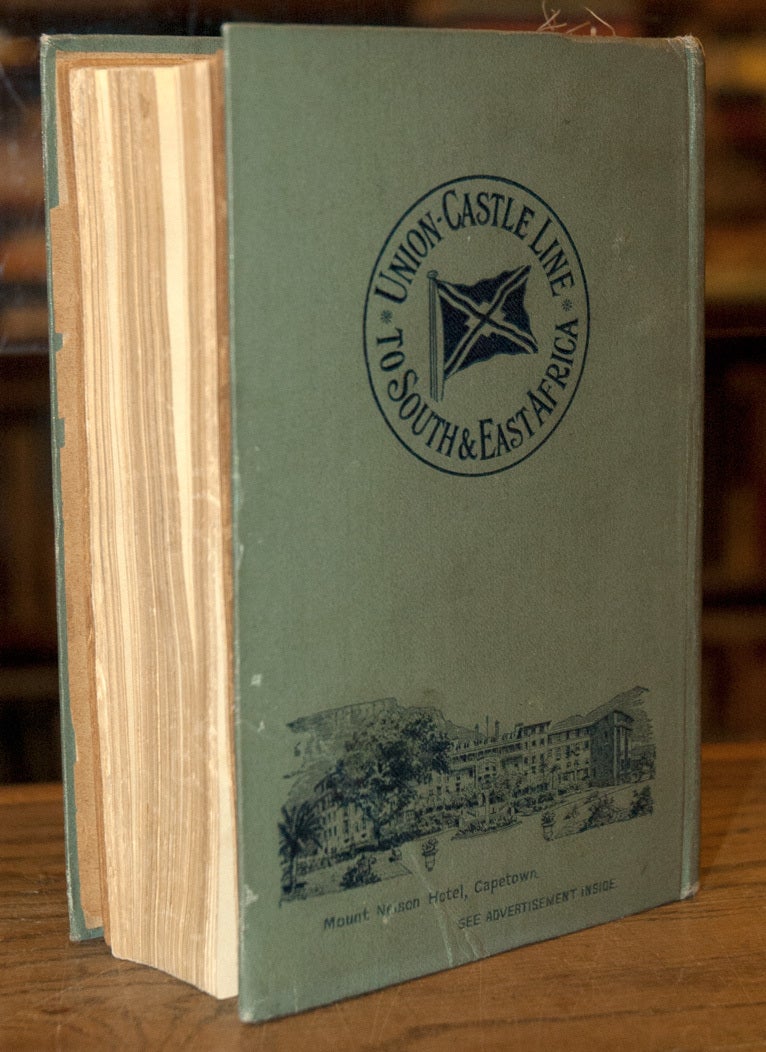 UNION-CASTLE LINE
TO SOUTH & EAST AFRICA
Mount Nelson Hotel, Capetown.
SEE ADVERTISEMENT INSIDE